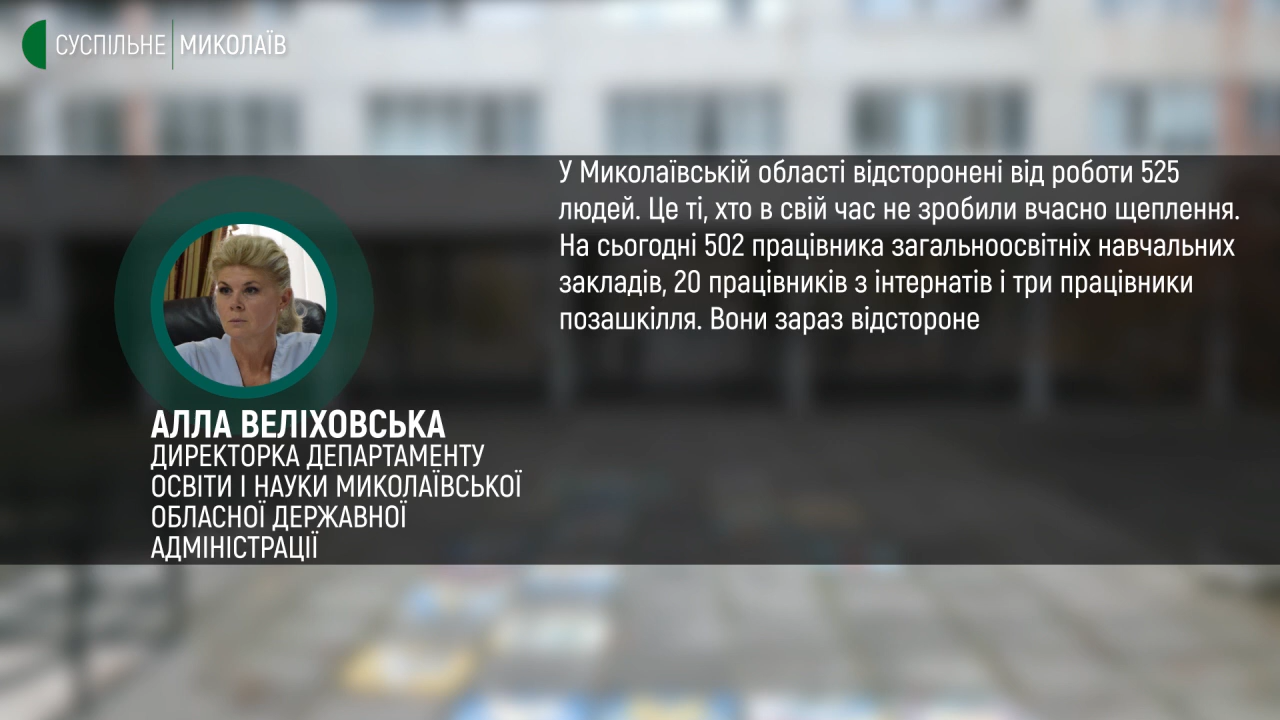 СУСПІЛЬНЕ МИКОЛАЇВ
У Миколаївській області відсторонені від роботи 525
людей. Це ті, хто в свій час не зробили вчасно щеплення.
На сьогодні 502 працівника загальноосвітніх навчальних
закладів, 20 працівників з інтернатів і три працівники
позашкілля. Вони зараз відстороне
АЛЛА ВЕЛІХОВСЬКА
ДИРЕКТОРКА ДЕПАРТАМЕНТУ
ОСВІТИ І НАУКИ МИКОЛАЇВСЬКОЇ
ОБЛАСНОЇ ДЕРЖАВНОЇ
АДМІНІСТРАЦІЇ